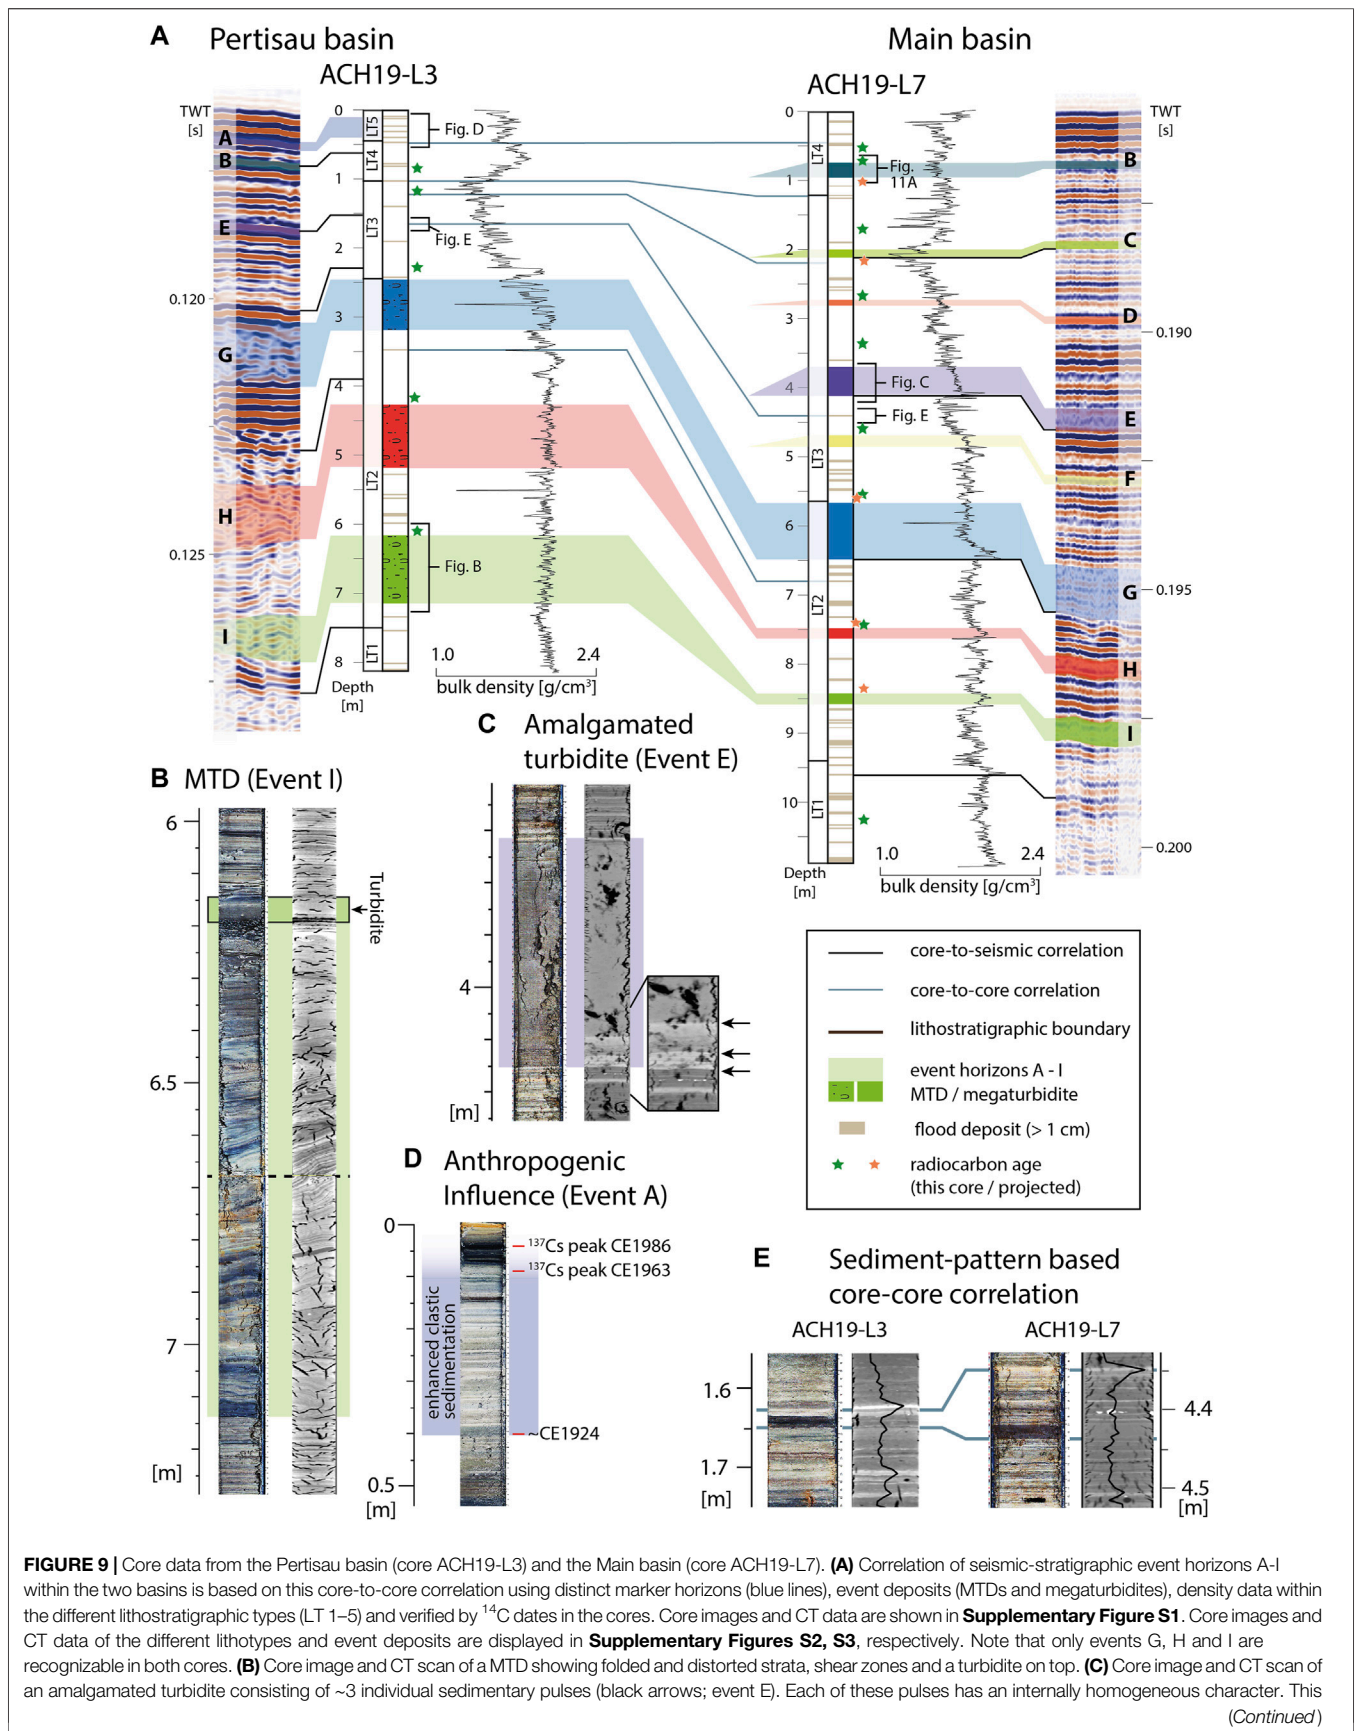 A Pertisau basin
Main basin
ACH19-L3
ACH19-L7
TWT
[s]
A
B
E
G
H
I
0.120
0.125
0
1
2
3
4
5
6
7
8
Depth
[m]
LT5
LT4
LT3
LT2
LT1
Fig. D
Fig. E
Fig. B
1.0
2.4
bulk density [g/cm³]
0
1
2
3
4
5
6
7
8
9
10
Depth
[m]
LT4
LT3
LT2
LT1
Fig.
11A
Fig. C
Fig. E
1.0
2.4
bulk density [g/cm³]
TWT
[s]
B
C
D
E
F
G
H
I
0.190
0.195
0.200
B MTD (Event I)
6
6.5
7
[m]
Turbidite
C Amalgamated
turbidite (Event E)
4
[m]
D Anthropogenic
Influence (Event A)
0
0.5
[m]
enhanced clastic
sedimentation
¹³⁷Cs peak CE1986
¹³⁷Cs peak CE1963
~CE1924
core-to-seismic correlation
core-to-core correlation
lithostratigraphic boundary
event horizons A - I
MTD / megaturbidite
flood deposit (> 1 cm)
radiocarbon age
(this core / projected)
E Sediment-pattern based
core-core correlation
ACH19-L3
ACH19-L7
1.6
1.7
[m]
4.4
4.5
[m]
FIGURE 9 | Core data from the Pertisau basin (core ACH19-L3) and the Main basin (core ACH19-L7). (A) Correlation of seismic-stratigraphic event horizons A-I
within the two basins is based on this core-to-core correlation using distinct marker horizons (blue lines), event deposits (MTDs and megaturbidites), density data within
the different lithostratigraphic types (LT 1–5) and verified by ¹⁴C dates in the cores. Core images and CT data are shown in Supplementary Figure S1. Core images and
CT data of the different lithotypes and event deposits are displayed in Supplementary Figures S2, S3, respectively. Note that only events G, H and I are
recognizable in both cores. (B) Core image and CT scan of a MTD showing folded and distorted strata, shear zones and a turbidite on top. (C) Core image and CT scan of
an amalgamated turbidite consisting of ~3 individual sedimentary pulses (black arrows; event E). Each of these pulses has an internally homogeneous character. This
(Continued)